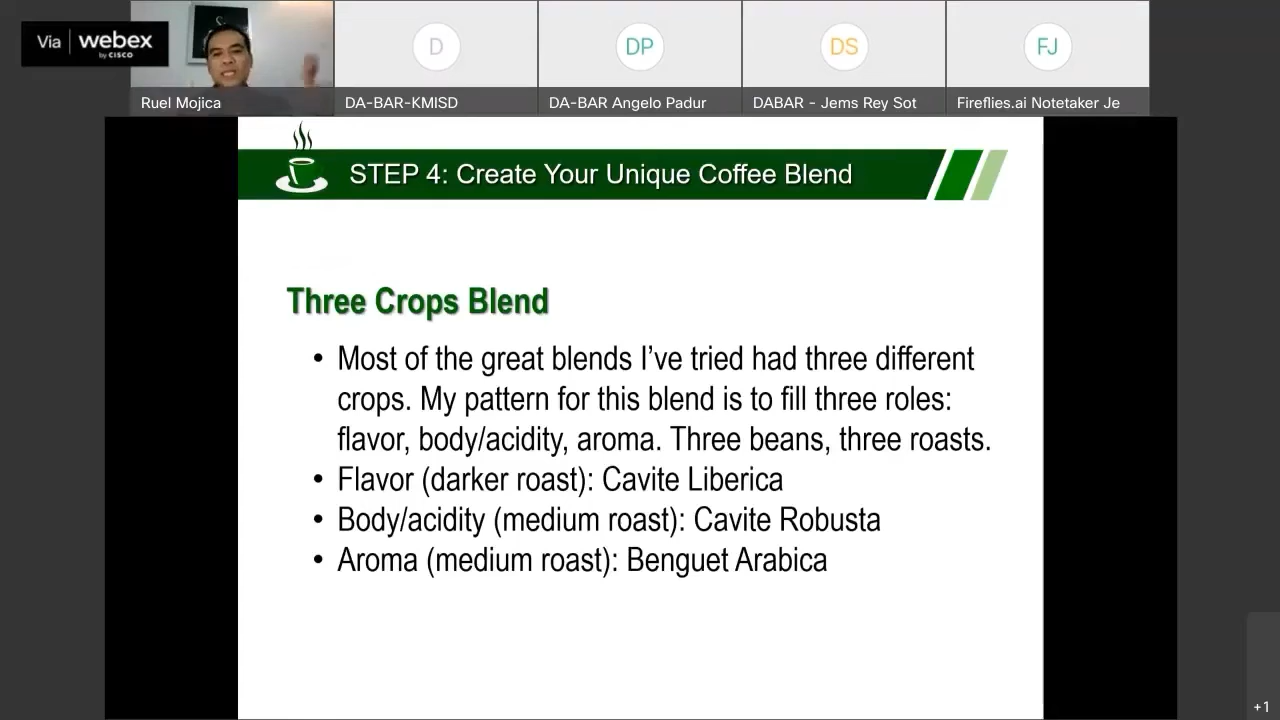 Via webex
by CISCO
Ruel Mojica
D
DA-BAR-KMISD
DP
DA-BAR Angelo Padur
DS
DABAR - Jems Rey Sot
FJ
Fireflies.ai Notetaker Je
STEP 4: Create Your Unique Coffee Blend
Three Crops Blend
• Most of the great blends I’ve tried had three different
crops. My pattern for this blend is to fill three roles:
flavor, body/acidity, aroma. Three beans, three roasts.
• Flavor (darker roast): Cavite Liberica
• Body/acidity (medium roast): Cavite Robusta
• Aroma (medium roast): Benguet Arabica
+1